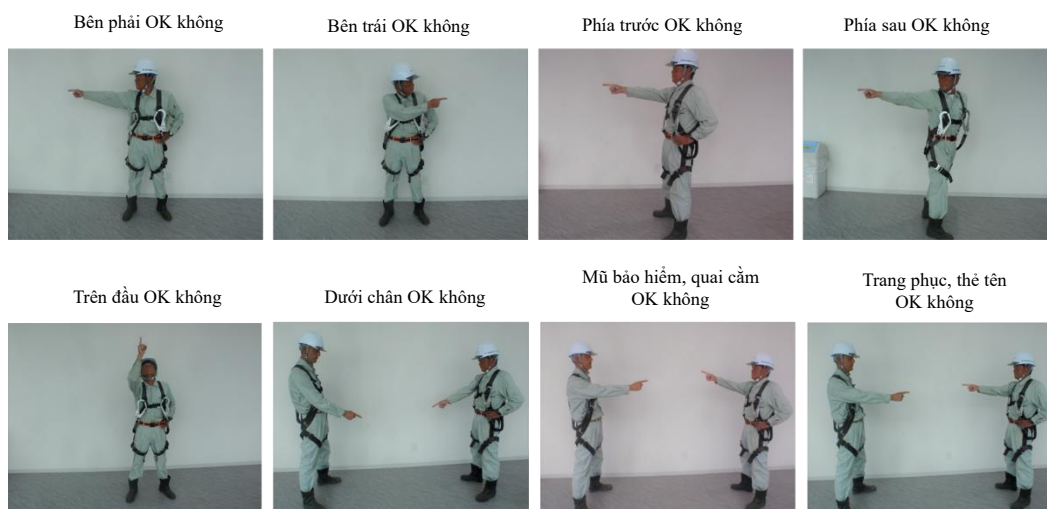 Bên phải OK không
Bên trái OK không
Phía trước OK không
Phía sau OK không
Trên đầu OK không
Dưới chân OK không
Mũ bảo hiểm, quai cằm
OK không
Trang phục, thẻ tên
OK không